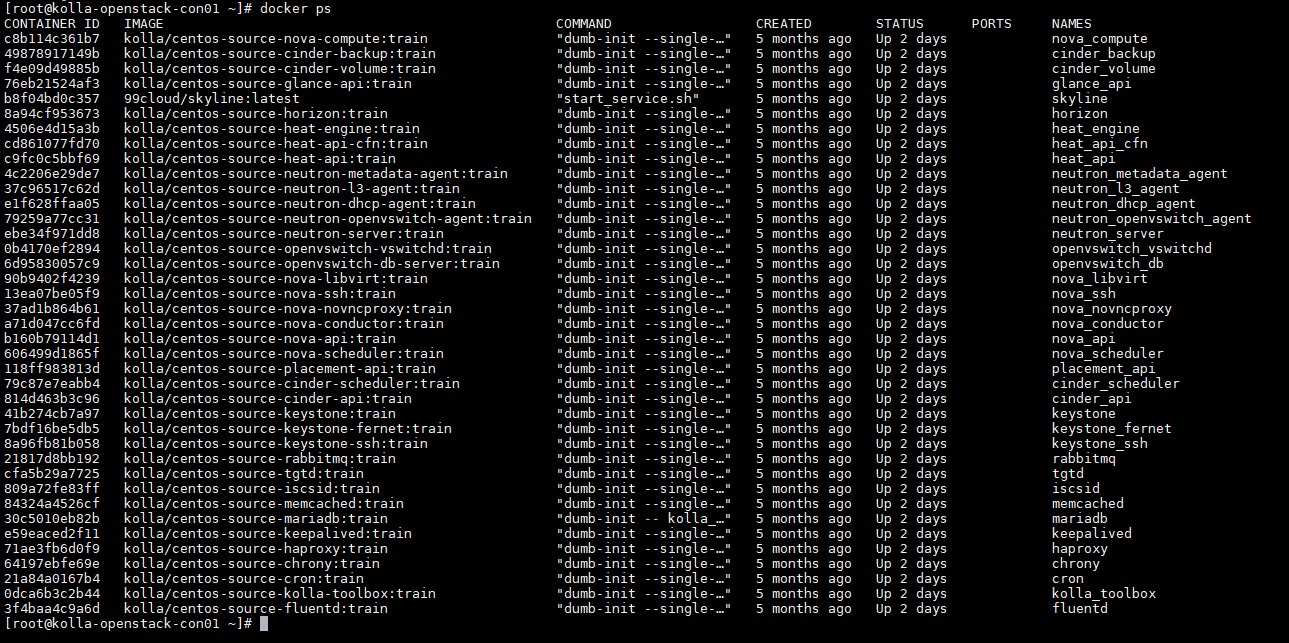 [root@kolla-openstack-con01 ~]# docker ps
CONTAINER ID   IMAGE                                                 COMMAND                  CREATED        STATUS      PORTS     NAMES
c8b114c361b7   kolla/centos-source-nova-compute:train                "dumb-init --single-…"   5 months ago   Up 2 days             nova_compute
49878917149b   kolla/centos-source-cinder-backup:train               "dumb-init --single-…"   5 months ago   Up 2 days             cinder_backup
f4e09d49885b   kolla/centos-source-cinder-volume:train               "dumb-init --single-…"   5 months ago   Up 2 days             cinder_volume
76eb21524af3   kolla/centos-source-glance-api:train                  "dumb-init --single-…"   5 months ago   Up 2 days             glance_api
b8f04bd0c357   99cloud/skyline:latest                                "start_service.sh"       5 months ago   Up 2 days             skyline
8a94cf953673   kolla/centos-source-horizon:train                     "dumb-init --single-…"   5 months ago   Up 2 days             horizon
4506e4d15a3b   kolla/centos-source-heat-engine:train                 "dumb-init --single-…"   5 months ago   Up 2 days             heat_engine
cd861077fd70   kolla/centos-source-heat-api-cfn:train                "dumb-init --single-…"   5 months ago   Up 2 days             heat_api_cfn
c9fc0c5bbf69   kolla/centos-source-heat-api:train                    "dumb-init --single-…"   5 months ago   Up 2 days             heat_api
4c2206e29de7   kolla/centos-source-neutron-metadata-agent:train      "dumb-init --single-…"   5 months ago   Up 2 days             neutron_metadata_agent
37c96517c62d   kolla/centos-source-neutron-l3-agent:train            "dumb-init --single-…"   5 months ago   Up 2 days             neutron_l3_agent
e1f628ffaa05   kolla/centos-source-neutron-dhcp-agent:train          "dumb-init --single-…"   5 months ago   Up 2 days             neutron_dhcp_agent
79259a77cc31   kolla/centos-source-neutron-openvswitch-agent:train   "dumb-init --single-…"   5 months ago   Up 2 days             neutron_openvswitch_agent
ebe34f971dd8   kolla/centos-source-neutron-server:train              "dumb-init --single-…"   5 months ago   Up 2 days             neutron_server
0b4170ef2894   kolla/centos-source-openvswitch-vswitchd:train        "dumb-init --single-…"   5 months ago   Up 2 days             openvswitch_vswitchd
6d95830057c9   kolla/centos-source-openvswitch-db-server:train       "dumb-init --single-…"   5 months ago   Up 2 days             openvswitch_db
90b9402f4239   kolla/centos-source-nova-libvirt:train                "dumb-init --single-…"   5 months ago   Up 2 days             nova_libvirt
13ea07be05f9   kolla/centos-source-nova-ssh:train                    "dumb-init --single-…"   5 months ago   Up 2 days             nova_ssh
37ad1b864b61   kolla/centos-source-nova-novncproxy:train             "dumb-init --single-…"   5 months ago   Up 2 days             nova_novncproxy
a71d047cc6fd   kolla/centos-source-nova-conductor:train              "dumb-init --single-…"   5 months ago   Up 2 days             nova_conductor
b160b79114d1   kolla/centos-source-nova-api:train                    "dumb-init --single-…"   5 months ago   Up 2 days             nova_api
606499d1865f   kolla/centos-source-nova-scheduler:train              "dumb-init --single-…"   5 months ago   Up 2 days             nova_scheduler
118ff983813d   kolla/centos-source-placement-api:train               "dumb-init --single-…"   5 months ago   Up 2 days             placement_api
79c87e7eabb4   kolla/centos-source-cinder-scheduler:train            "dumb-init --single-…"   5 months ago   Up 2 days             cinder_scheduler
814d463b3c96   kolla/centos-source-cinder-api:train                  "dumb-init --single-…"   5 months ago   Up 2 days             cinder_api
41b274cb7a97   kolla/centos-source-keystone:train                    "dumb-init --single-…"   5 months ago   Up 2 days             keystone
7bdf16be5db5   kolla/centos-source-keystone-fernet:train             "dumb-init --single-…"   5 months ago   Up 2 days             keystone_fernet
8a96fb81b058   kolla/centos-source-keystone-ssh:train                "dumb-init --single-…"   5 months ago   Up 2 days             keystone_ssh
21817d8bb192   kolla/centos-source-rabbitmq:train                    "dumb-init --single-…"   5 months ago   Up 2 days             rabbitmq
cfa5b29a7725   kolla/centos-source-tgtd:train                        "dumb-init --single-…"   5 months ago   Up 2 days             tgtd
809a72fe83ff   kolla/centos-source-iscsid:train                      "dumb-init --single-…"   5 months ago   Up 2 days             iscsid
84324a4526cf   kolla/centos-source-memcached:train                   "dumb-init --single-…"   5 months ago   Up 2 days             memcached
30c5010eb82b   kolla/centos-source-mariadb:train                     "dumb-init -- kolla_…"   5 months ago   Up 2 days             mariadb
e59eaced2f11   kolla/centos-source-keepalived:train                  "dumb-init --single-…"   5 months ago   Up 2 days             keepalived
71ae3fb6d0f9   kolla/centos-source-haproxy:train                     "dumb-init --single-…"   5 months ago   Up 2 days             haproxy
64197ebfe69e   kolla/centos-source-chrony:train                      "dumb-init --single-…"   5 months ago   Up 2 days             chrony
21a84a0167b4   kolla/centos-source-cron:train                        "dumb-init --single-…"   5 months ago   Up 2 days             cron
0dca6b3c2b44   kolla/centos-source-kolla-toolbox:train               "dumb-init --single-…"   5 months ago   Up 2 days             kolla_toolbox
3f4baa4c9a6d   kolla/centos-source-fluentd:train                     "dumb-init --single-…"   5 months ago   Up 2 days             fluentd
[root@kolla-openstack-con01 ~]#